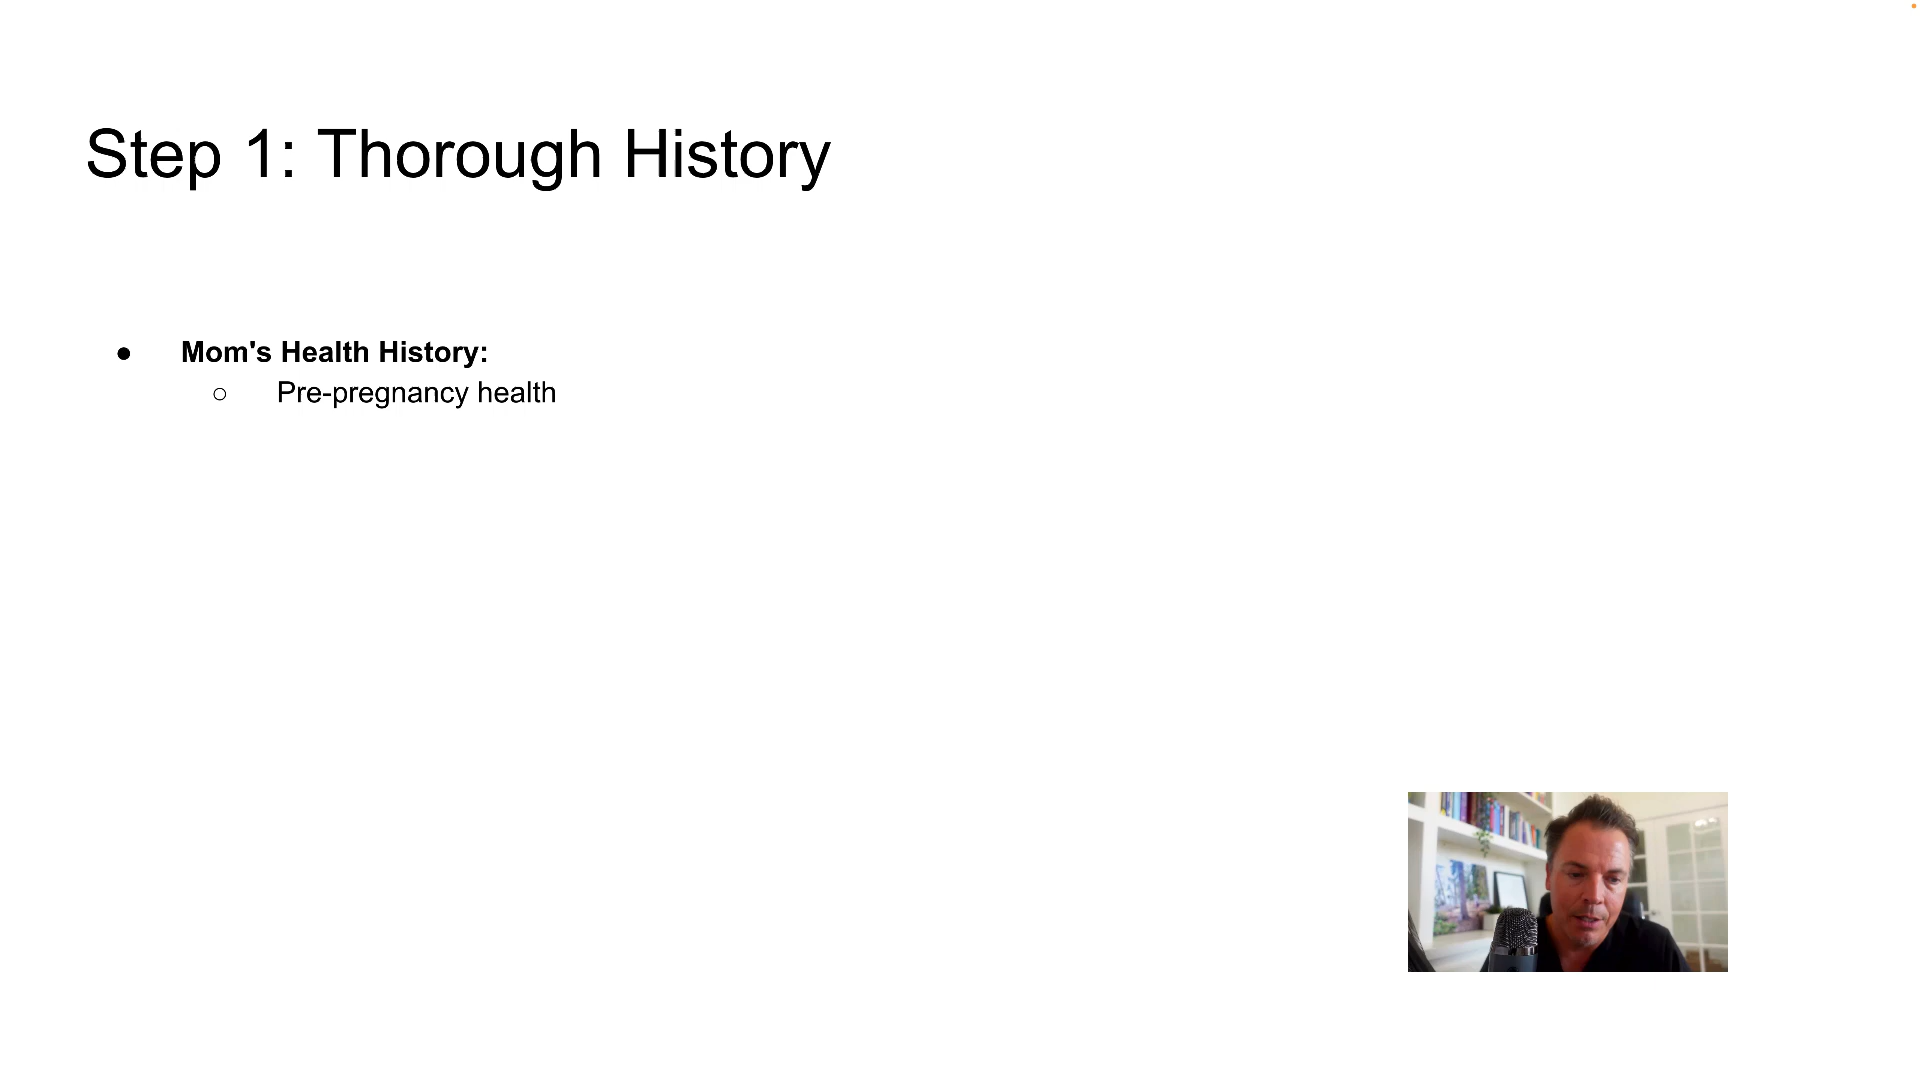 Step 1: Thorough History
● Mom's Health History:
○ Pre-pregnancy health